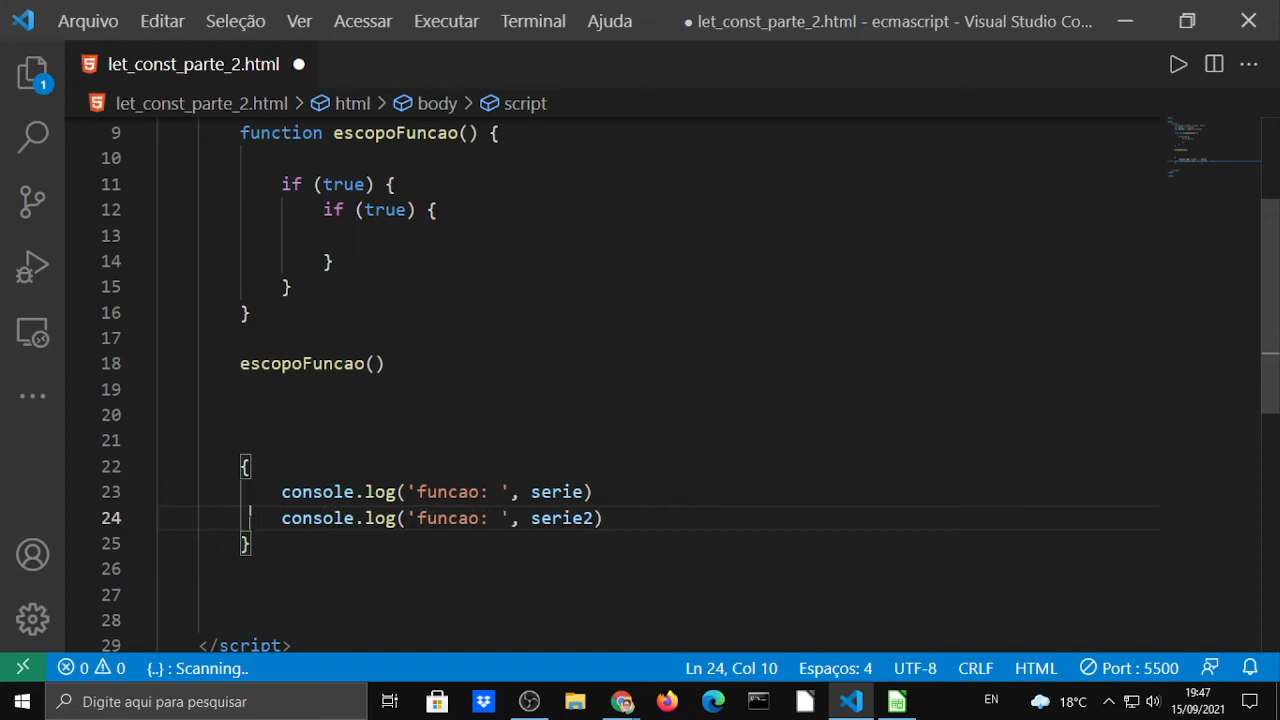 Arquivo Editar Seleção Ver Acessar Executar Terminal Ajuda ● let_const_parte_2.html - ecmascript - Visual Studio Co...
let_const_parte_2.html
let_const_parte_2.html > html > body > script
1
9 function escopoFuncao() {
10
11 if (true) {
12 if (true) {
13
14 }
15 }
16 }
17
18 escopoFuncao()
19
20
21
22 {
23 console.log('funcao: ', serie)
24 console.log('funcao: ', serie2)
25 }
26
27
28
29 </script>
0 0 {..} : Scanning.. Ln 24, Col 10 Espaços: 4 UTF-8 CRLF HTML Port : 5500
Digite aqui para pesquisar EN 18°C 19:47
15/09/2021